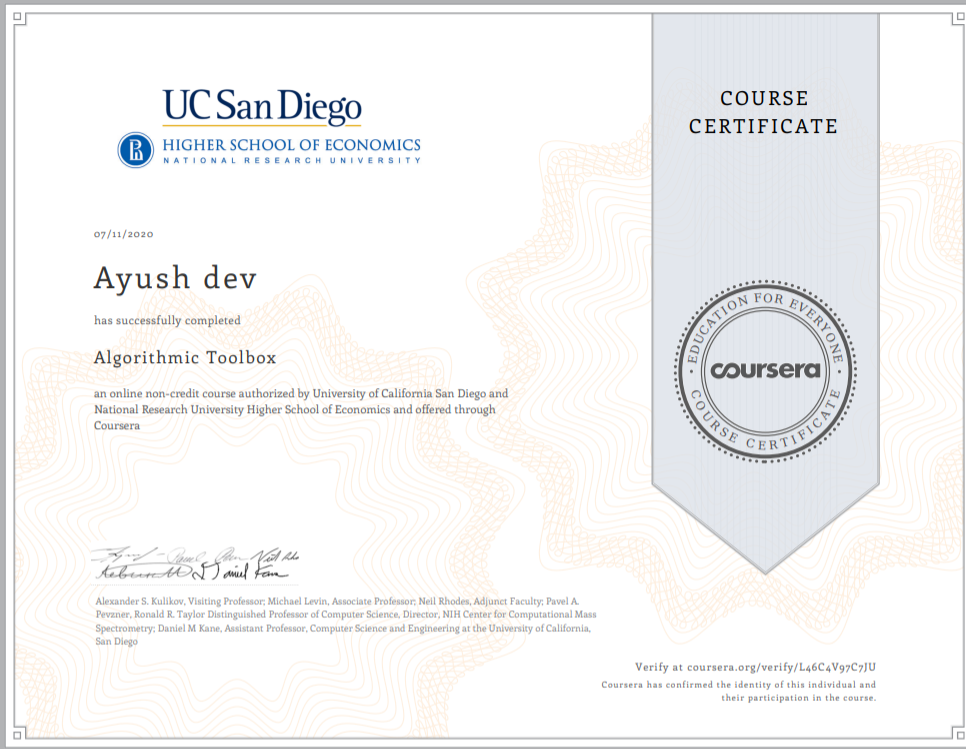 UC San Diego
HIGHER SCHOOL OF ECONOMICS
NATIONAL RESEARCH UNIVERSITY
COURSE
CERTIFICATE
07/11/2020
Ayush dev
has successfully completed
Algorithmic Toolbox
an online non-credit course authorized by University of California San Diego and
National Research University Higher School of Economics and offered through
Coursera
EDUCATION FOR EVERYONE
coursera
COURSE CERTIFICATE
Alexander S. Kulikov, Visiting Professor; Michael Levin, Associate Professor; Neil Rhodes, Adjunct Faculty; Pavel A.
Pevzner, Ronald R. Taylor Distinguished Professor of Computer Science, Director, NIH Center for Computational Mass
Spectrometry; Daniel M Kane, Assistant Professor, Computer Science and Engineering at the University of California,
San Diego
Verify at coursera.org/verify/L46C4V97C7JU
Coursera has confirmed the identity of this individual and
their participation in the course.